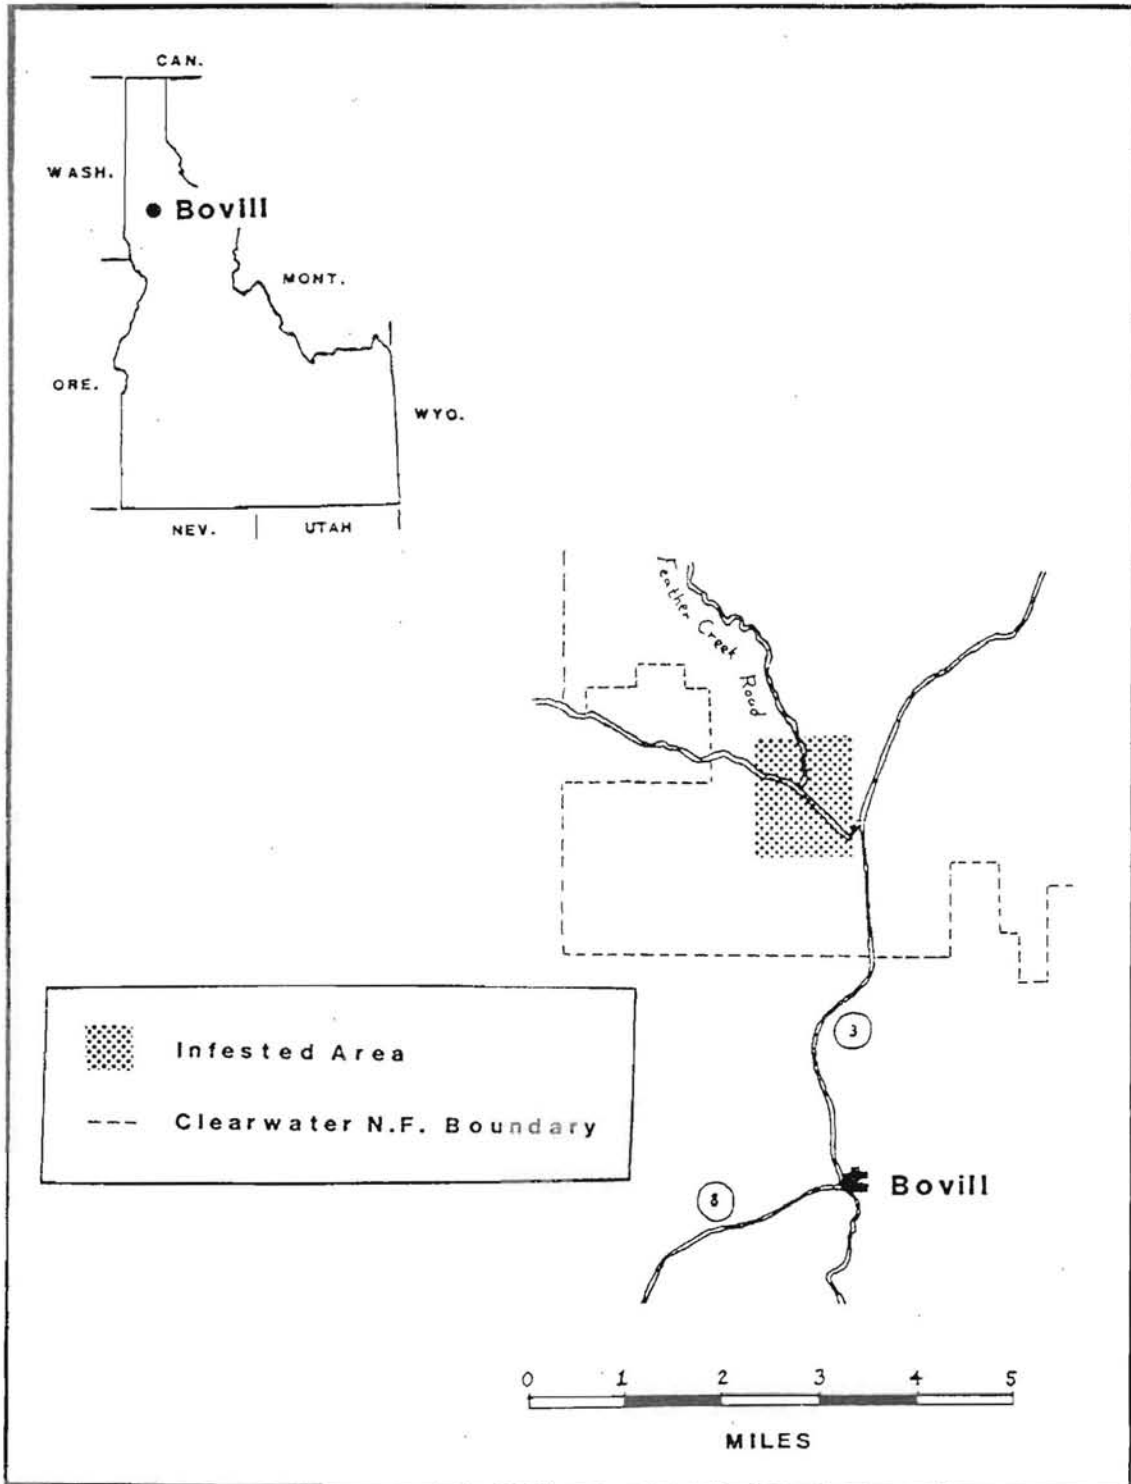 CAN.
WASH.
Bovill
MONT.
ORE.
WYO.
NEV.
UTAH
Feather Creek Road
3
Infested Area
Clearwater N.F. Boundary
8
Bovill
0 1 2 3 4 5
MILES